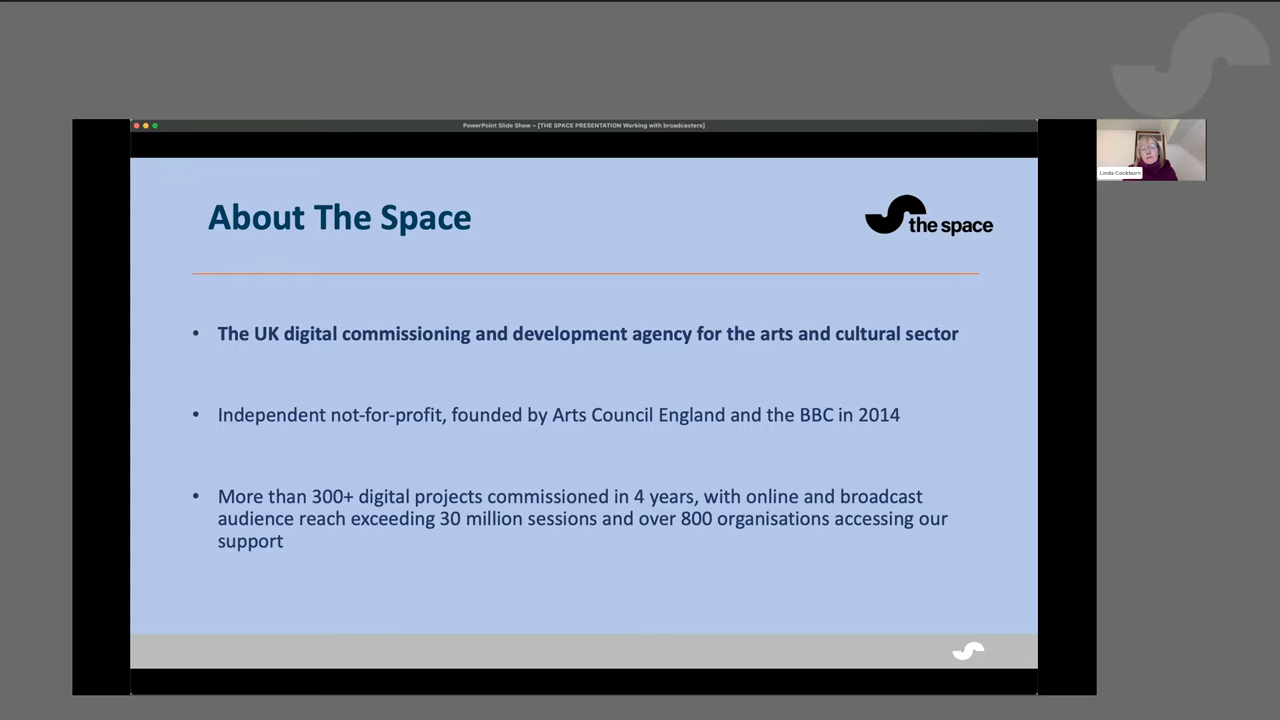 PowerPoint Slide Show – [THE SPACE PRESENTATION Working with broadcasters]
About The Space
the space
Linda Cockburn
• The UK digital commissioning and development agency for the arts and cultural sector
• Independent not-for-profit, founded by Arts Council England and the BBC in 2014
• More than 300+ digital projects commissioned in 4 years, with online and broadcast
audience reach exceeding 30 million sessions and over 800 organisations accessing our
support